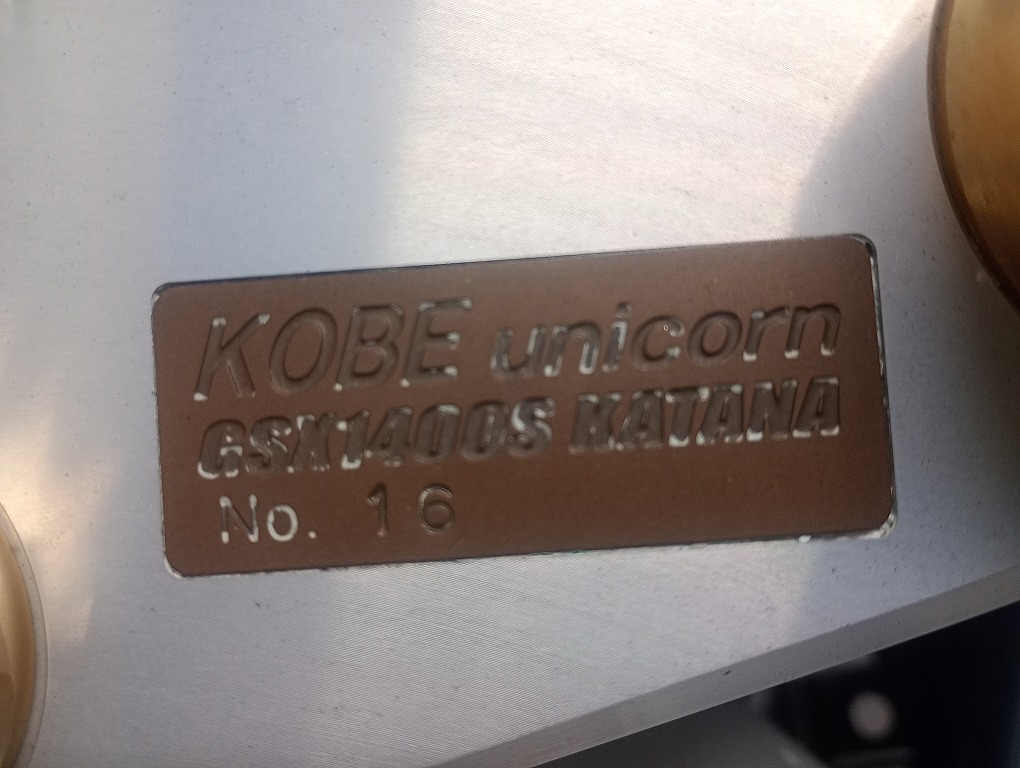 KOBE unicorn
GSX1400S KATANA
No. 16